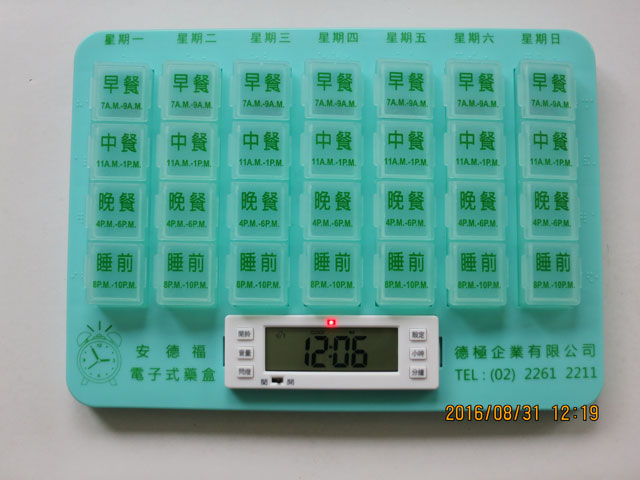 星期一 星期二 星期三 星期四 星期五 星期六 星期日
早餐 早餐 早餐 早餐 早餐 早餐 早餐
7A.M.-9A.M. 7A.M.-9A.M. 7A.M.-9A.M. 7A.M.-9A.M. 7A.M.-9A.M. 7A.M.-9A.M. 7A.M.-9A.M.
中餐 中餐 中餐 中餐 中餐 中餐 中餐
11A.M.-1P.M. 11A.M.-1P.M. 11A.M.-1P.M. 11A.M.-1P.M. 11A.M.-1P.M. 11A.M.-1P.M. 11A.M.-1P.M.
晚餐 晚餐 晚餐 晚餐 晚餐 晚餐 晚餐
4P.M.-6P.M. 4P.M.-6P.M. 4P.M.-6P.M. 4P.M.-6P.M. 4P.M.-6P.M. 4P.M.-6P.M. 4P.M.-6P.M.
睡前 睡前 睡前 睡前 睡前 睡前 睡前
8P.M.-10P.M. 8P.M.-10P.M. 8P.M.-10P.M. 8P.M.-10P.M. 8P.M.-10P.M. 8P.M.-10P.M. 8P.M.-10P.M.
安德福
電子式藥盒
音量
12:06
設定
小時
分鐘
關 開
德極企業有限公司
TEL:(02) 2261 2211
2016/08/31 12:19